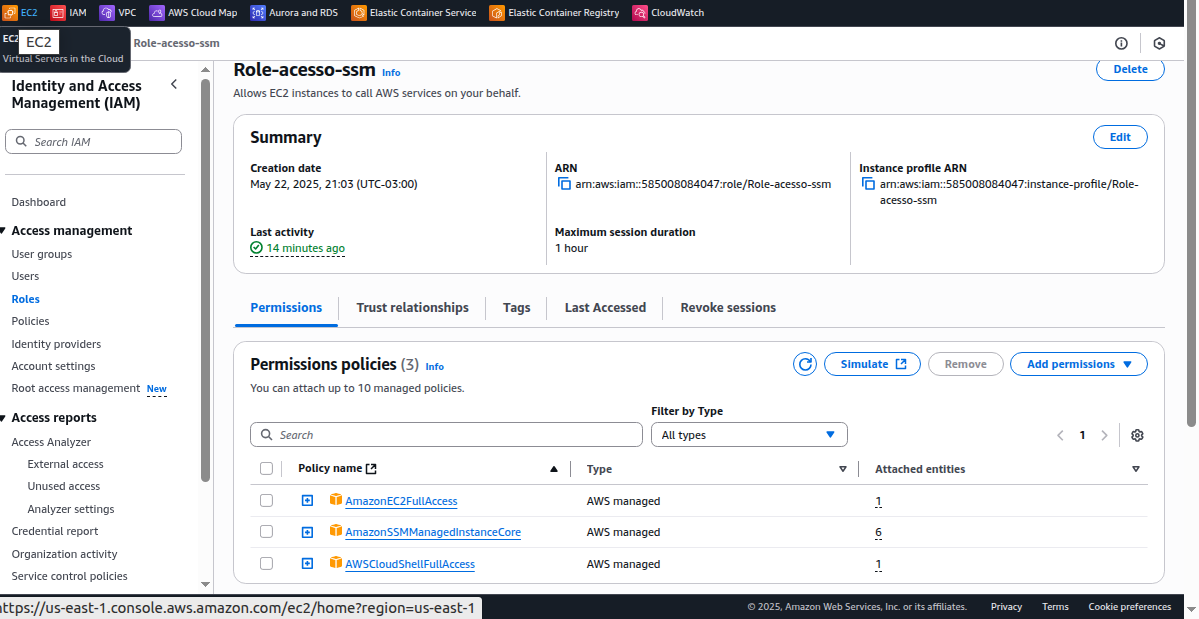 EC2 IAM VPC AWS Cloud Map Aurora and RDS Elastic Container Service Elastic Container Registry CloudWatch
EC2
EC2
Virtual Servers in the Cloud
Role-acesso-ssm
Identity and Access
Management (IAM)
Search IAM
Dashboard
Access management
User groups
Users
Roles
Policies
Identity providers
Account settings
Root access management New
Access reports
Access Analyzer
External access
Unused access
Analyzer settings
Credential report
Organization activity
Service control policies
Role-acesso-ssm Info
Delete
Allows EC2 instances to call AWS services on your behalf.
Summary
Edit
Creation date
May 22, 2025, 21:03 (UTC-03:00)
ARN
arn:aws:iam::585008084047:role/Role-acesso-ssm
Instance profile ARN
arn:aws:iam::585008084047:instance-profile/Role-
acesso-ssm
Last activity
14 minutes ago
Maximum session duration
1 hour
Permissions Trust relationships Tags Last Accessed Revoke sessions
Permissions policies (3) Info
Simulate Remove Add permissions
You can attach up to 10 managed policies.
Filter by Type
Search
All types
1
Policy name Type Attached entities
AmazonEC2FullAccess AWS managed 1
AmazonSSMManagedInstanceCore AWS managed 6
AWSCloudShellFullAccess AWS managed 1
ttps://us-east-1.console.aws.amazon.com/ec2/home?region=us-east-1
© 2025, Amazon Web Services, Inc. or its affiliates. Privacy Terms Cookie preferences